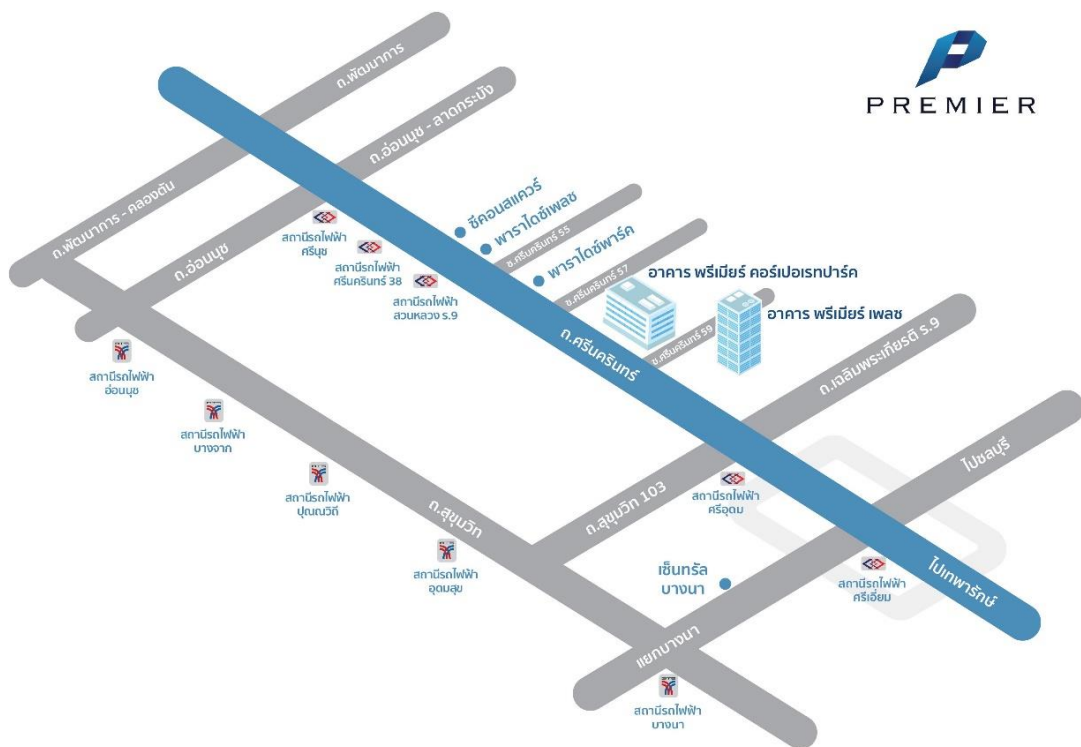 PREMIER
ถ.พัฒนาการ
ถ.อ่อนนุช - ลาดกระบัง
ถ.พัฒนาการ - คลองตัน
ถ.อ่อนนุช
ซีคอนสแควร์
พาราไดซ์เพลซ
ซ.ศรีนครินทร์ 55
พาราไดซ์พาร์ค
ซ.ศรีนครินทร์ 57
อาคาร พรีเมียร์ คอร์เปอเรทปาร์ค
อาคาร พรีเมียร์ เพลซ
ซ.ศรีนครินทร์ 59
สถานีรถไฟฟ้า
ศรีนุช
สถานีรถไฟฟ้า
ศรีนครินทร์ 38
สถานีรถไฟฟ้า
สวนหลวง ร.9
ถ.ศรีนครินทร์
ถ.เฉลิมพระเกียรติ ร.9
สถานีรถไฟฟ้า
อ่อนนุช
สถานีรถไฟฟ้า
บางจาก
สถานีรถไฟฟ้า
ปุณณวิถี
ถ.สุขุมวิท
สถานีรถไฟฟ้า
อุดมสุข
ถ.สุขุมวิท 103
สถานีรถไฟฟ้า
ศรีอุดม
ไปชลบุรี
เซ็นทรัล
บางนา
สถานีรถไฟฟ้า
ศรีเอี่ยม
ไปเทพารักษ์
แยกบางนา
สถานีรถไฟฟ้า
บางนา